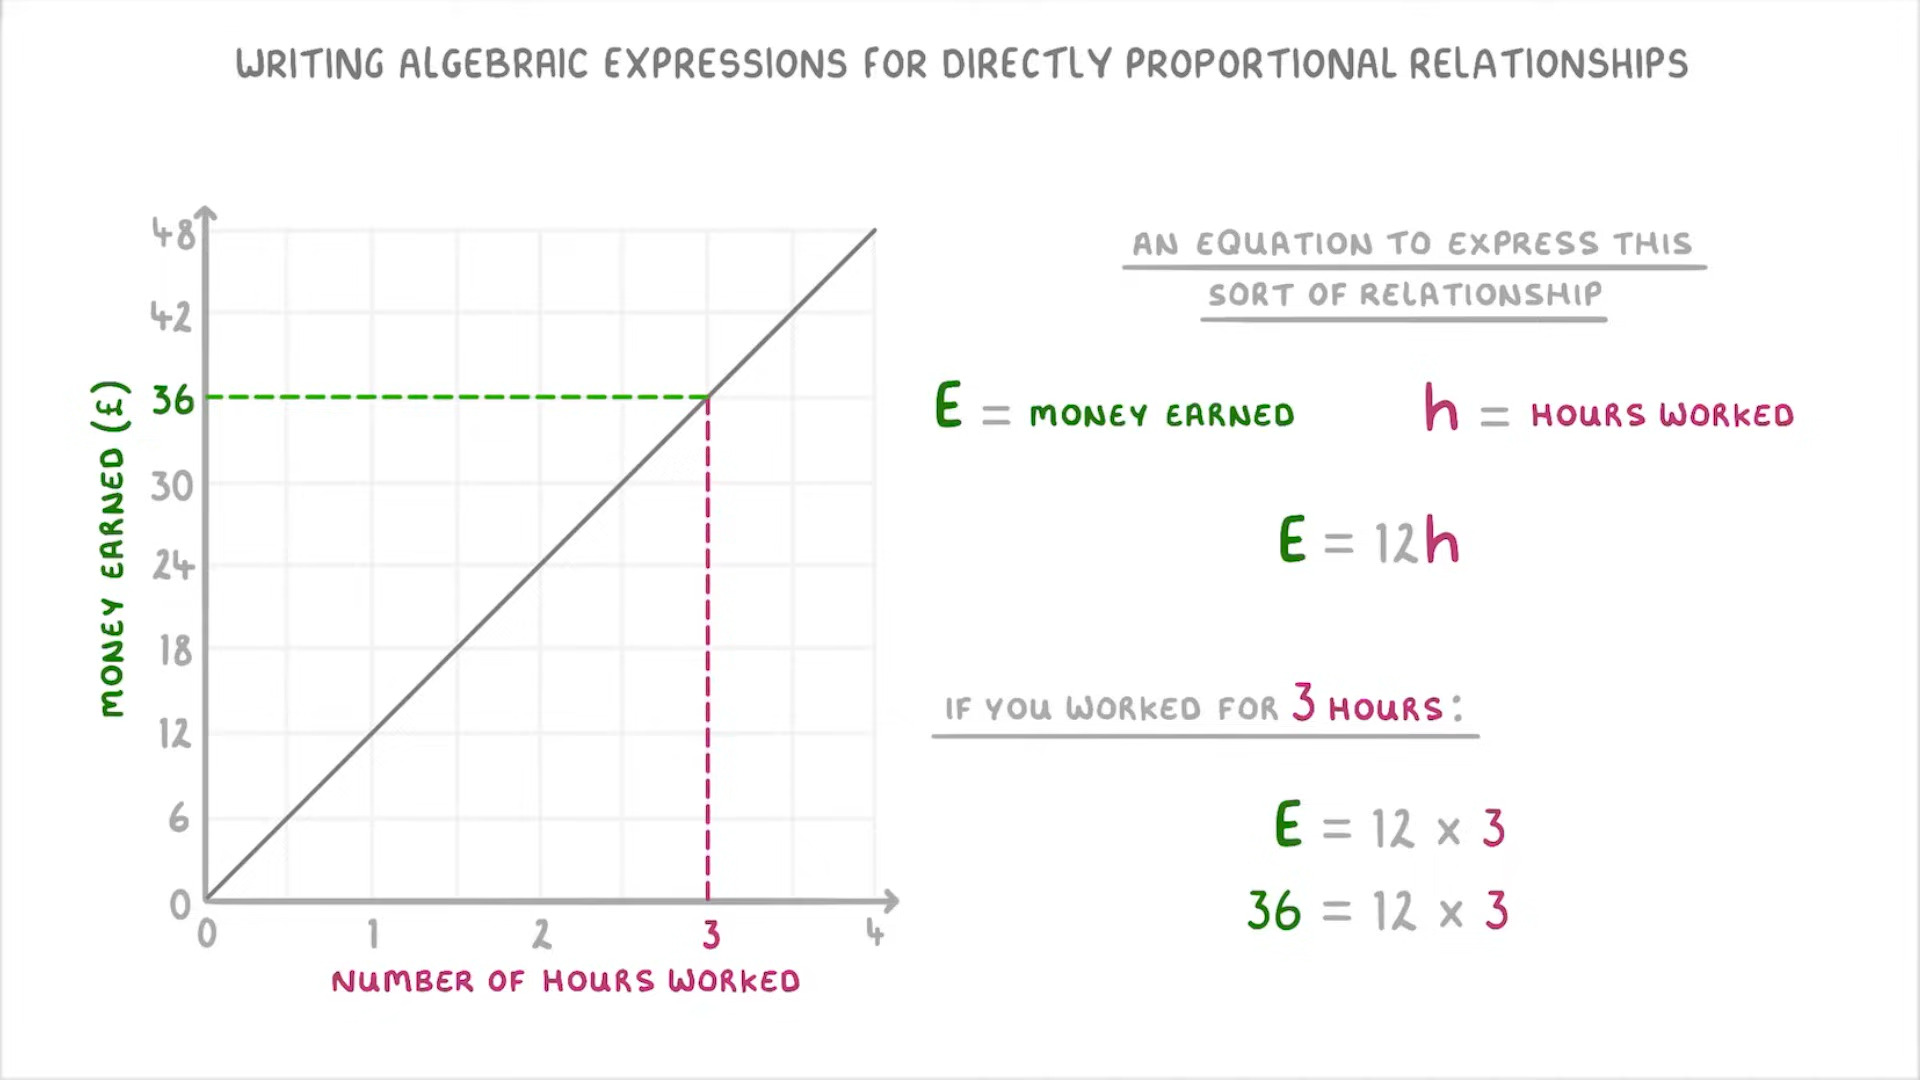 WRITING ALGEBRAIC EXPRESSIONS FOR DIRECTLY PROPORTIONAL RELATIONSHIPS
MONEY EARNED (£)
48
42
36
30
24
18
12
6
0
0 1 2 3 4
NUMBER OF HOURS WORKED
AN EQUATION TO EXPRESS THIS
SORT OF RELATIONSHIP
E = MONEY EARNED h = HOURS WORKED
E = 12h
IF YOU WORKED FOR 3 HOURS:
E = 12 x 3
36 = 12 x 3